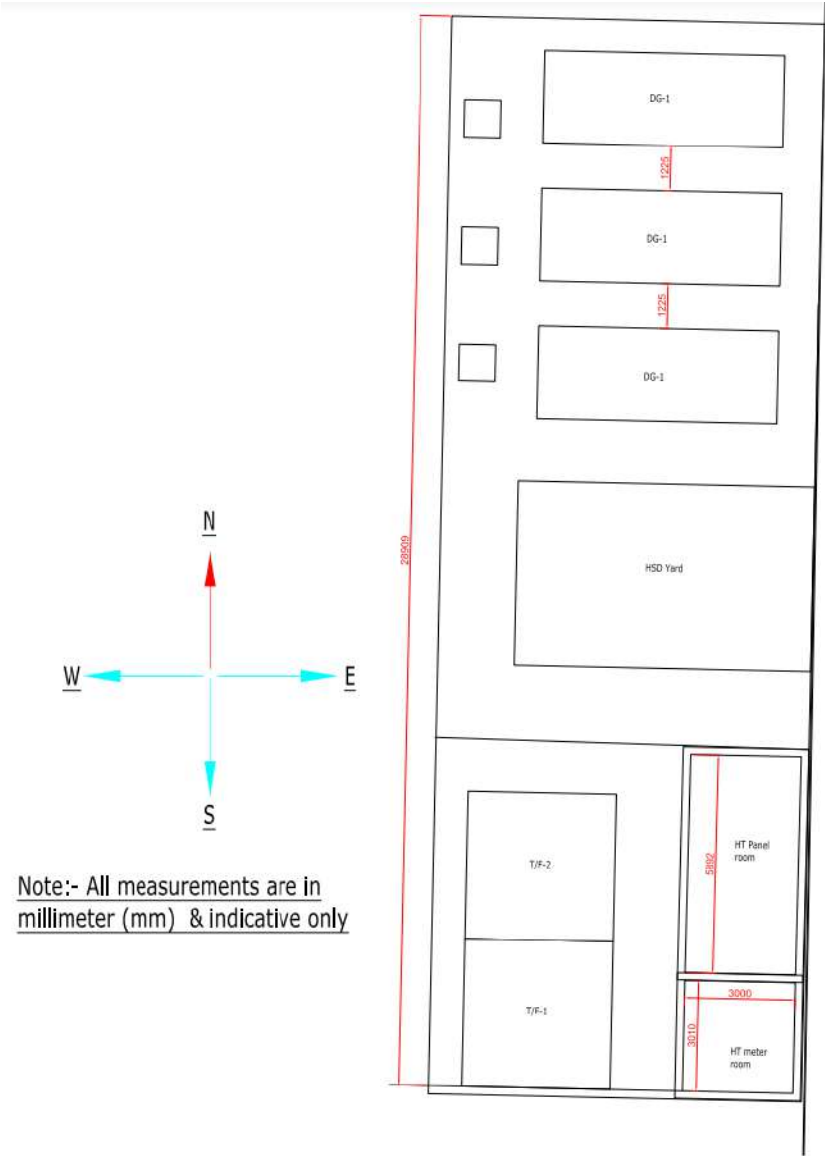 DG-1
1225
DG-1
1225
DG-1
28909
HSD Yard
N
W
E
S
Note:- All measurements are in
millimeter (mm) & indicative only
T/F-2
HT Panel
room
5892
T/F-1
3000
3010
HT meter
room